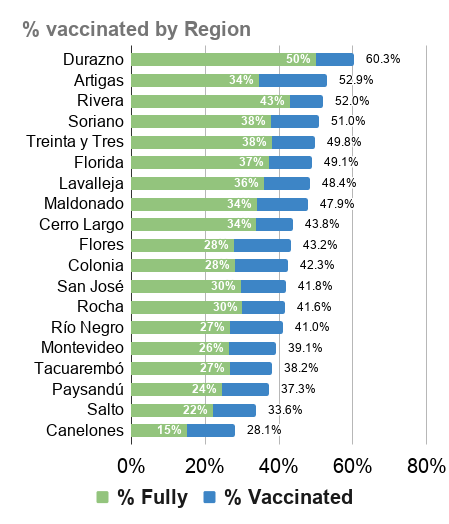 % vaccinated by Region
Durazno 50% 60.3%
Artigas 34% 52.9%
Rivera 43% 52.0%
Soriano 38% 51.0%
Treinta y Tres 38% 49.8%
Florida 37% 49.1%
Lavalleja 36% 48.4%
Maldonado 34% 47.9%
Cerro Largo 34% 43.8%
Flores 28% 43.2%
Colonia 28% 42.3%
San José 30% 41.8%
Rocha 30% 41.6%
Río Negro 27% 41.0%
Montevideo 26% 39.1%
Tacuarembó 27% 38.2%
Paysandú 24% 37.3%
Salto 22% 33.6%
Canelones 15% 28.1%
0% 20% 40% 60% 80%
% Fully % Vaccinated